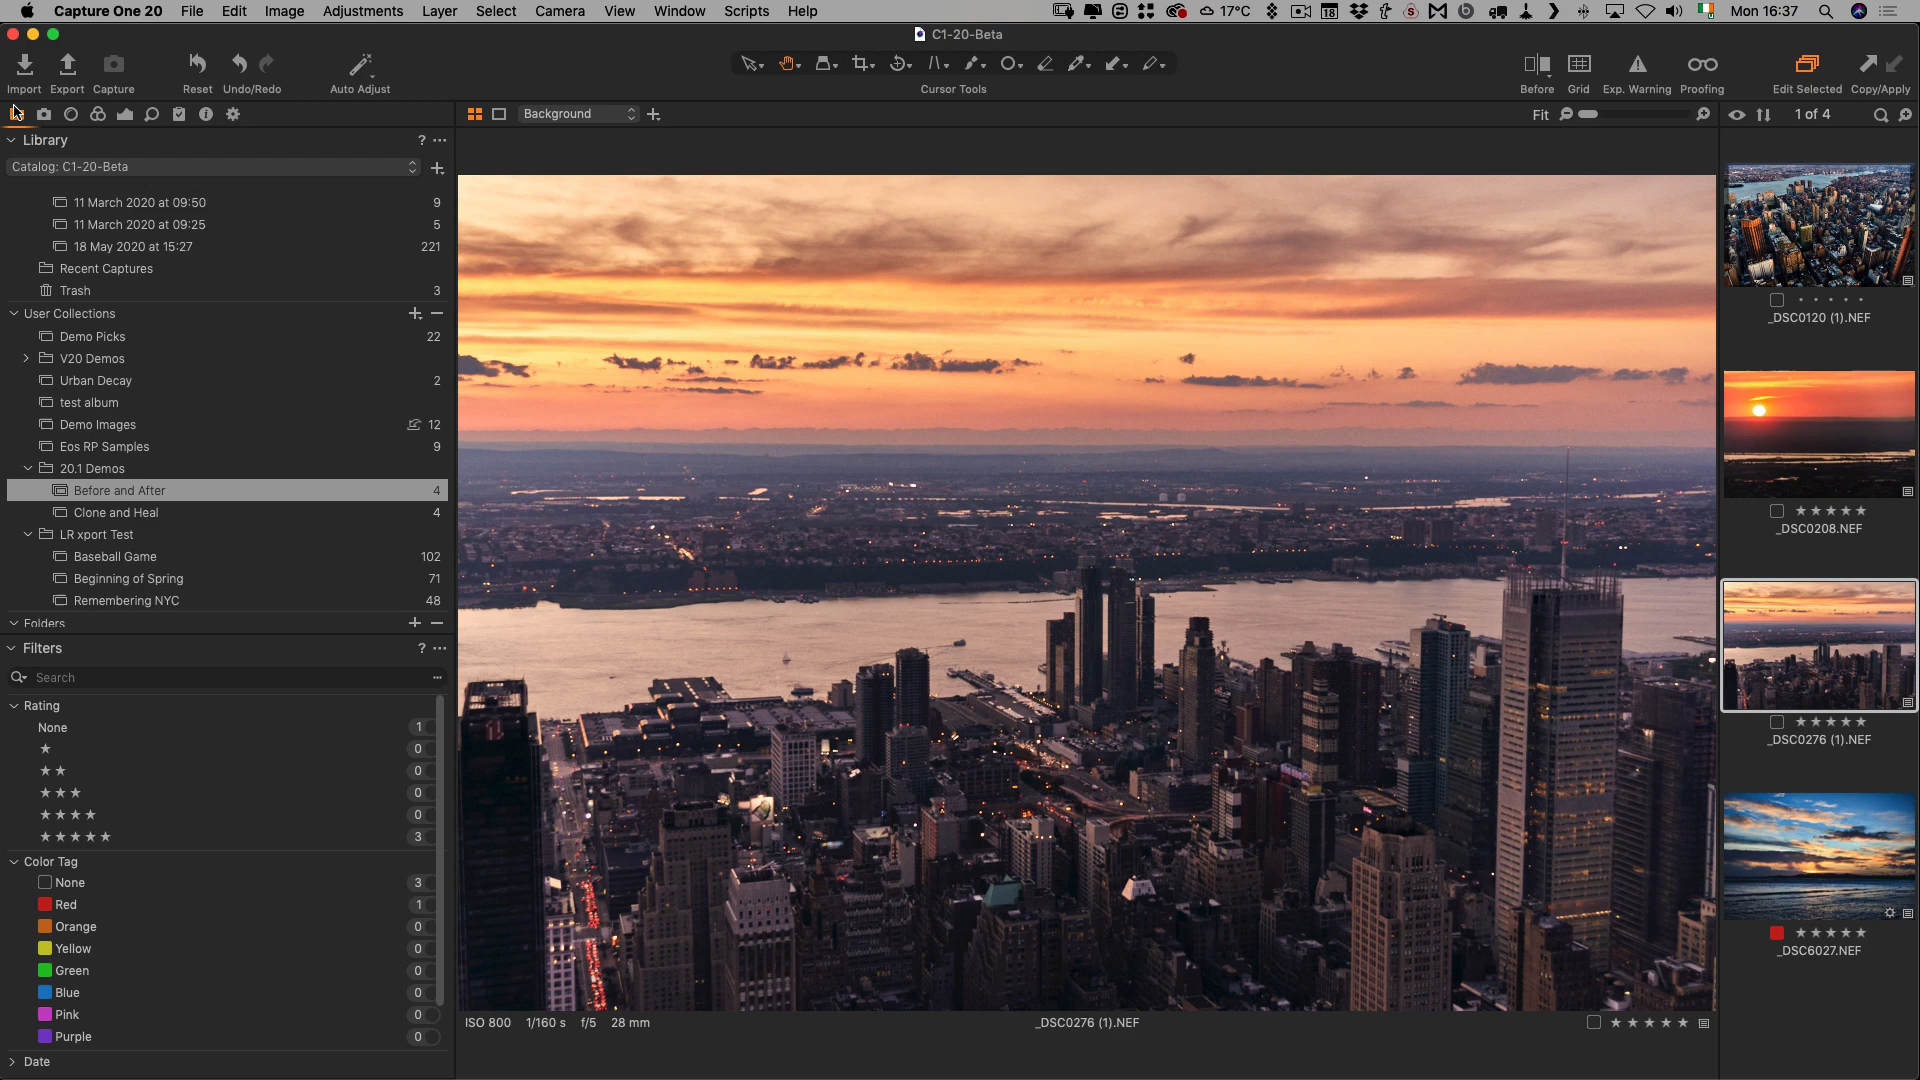 Capture One 20 File Edit Image Adjustments Layer Select Camera View Window Scripts Help 17°C 18 Mon 16:37
C1-20-Beta
Import Export Capture Reset Undo/Redo Auto Adjust Cursor Tools Before Grid Exp. Warning Proofing Edit Selected Copy/Apply
Background Fit 1 of 4
Library ? ...
Catalog: C1-20-Beta
11 March 2020 at 09:50 9
11 March 2020 at 09:25 5
18 May 2020 at 15:27 221
Recent Captures
Trash 3
User Collections
Demo Picks 22
V20 Demos
Urban Decay 2
test album
Demo Images 12
Eos RP Samples 9
20.1 Demos
Before and After 4
Clone and Heal 4
LR xport Test
Baseball Game 102
Beginning of Spring 71
Remembering NYC 48
Folders
Filters ? ...
Search ...
Rating
None 1
★ 0
★★ 0
★★★ 0
★★★★ 0
★★★★★ 3
Color Tag
None 3
Red 1
Orange 0
Yellow 0
Green 0
Blue 0
Pink 0
Purple 0
Date
ISO 800 1/160 s f/5 28 mm
_DSC0276 (1).NEF
★★★★★
_DSC0120 (1).NEF
★★★★★
_DSC0208.NEF
★★★★★
_DSC0276 (1).NEF
★★★★★
_DSC6027.NEF